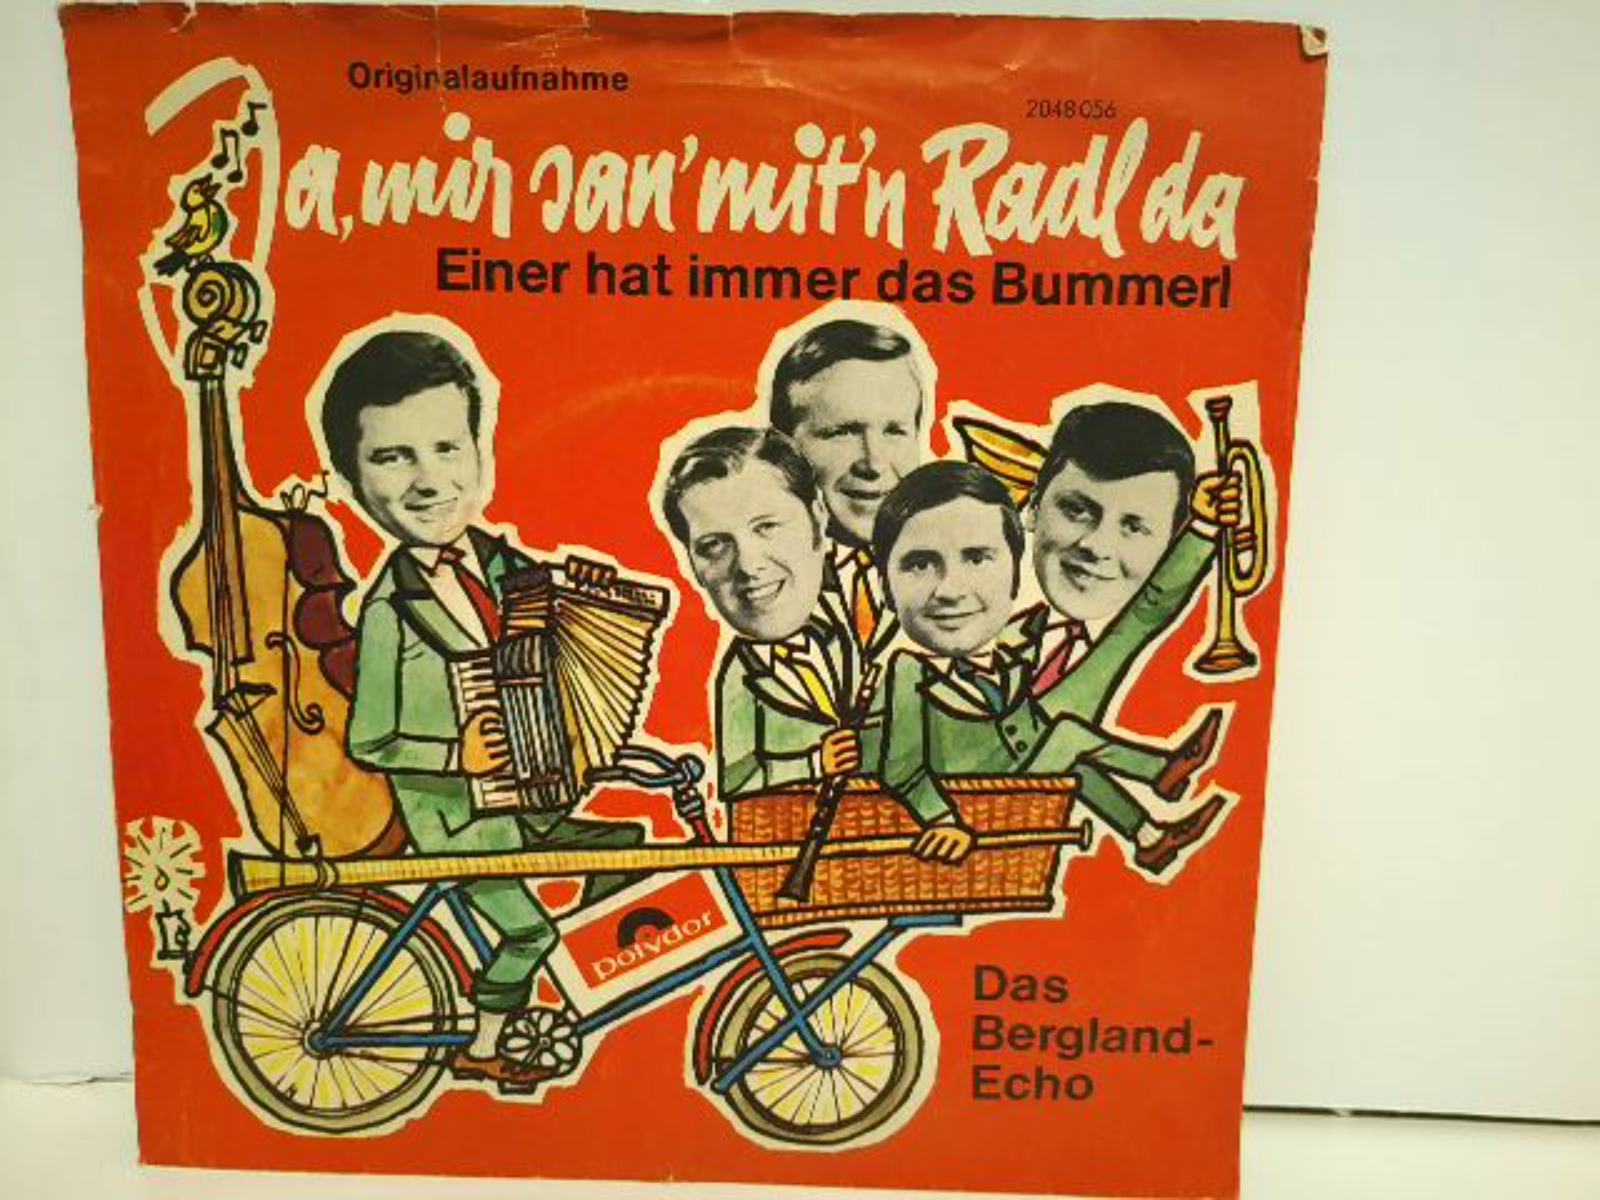 Originalaufnahme
2048 056
Ja, mir san' mit'n Radl da
Einer hat immer das Bummerl
polydor
Das
Bergland-
Echo